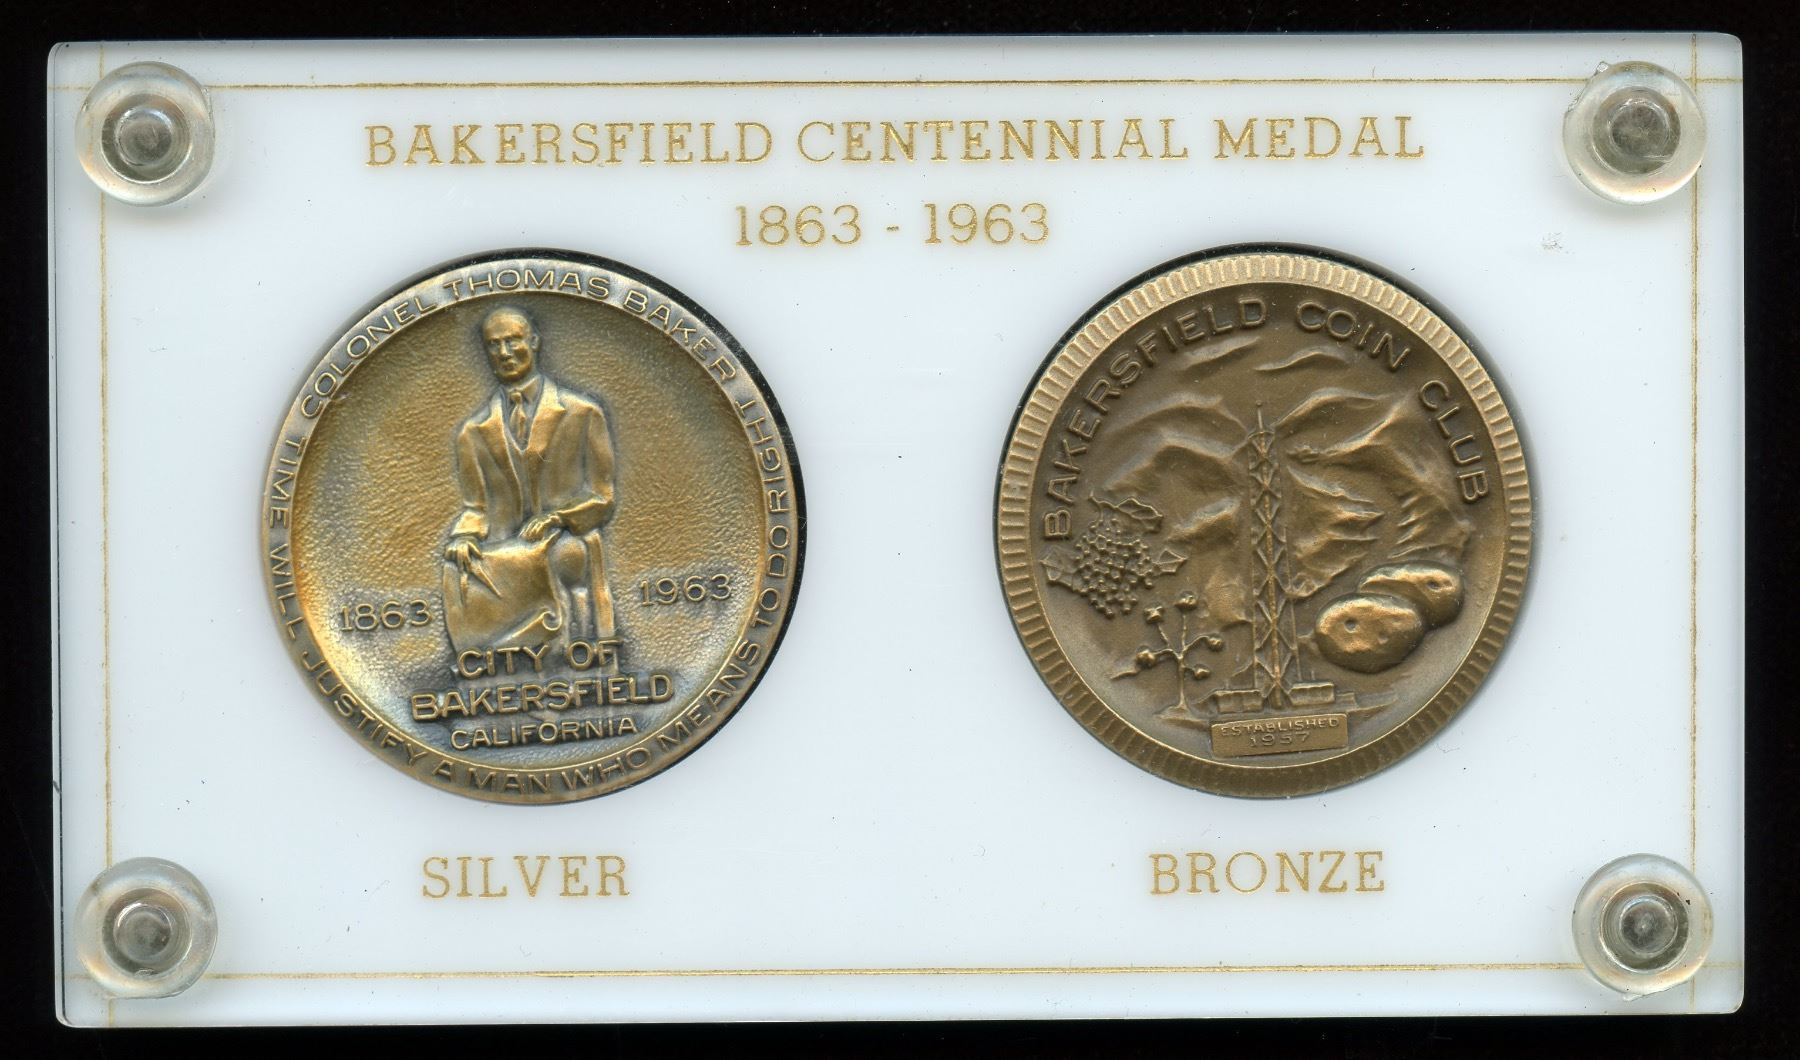 BAKERSFIELD CENTENNIAL MEDAL
1863 - 1963
COLONEL THOMAS BAKER
TIME WILL JUSTIFY A MAN WHO MEANS TO DO RIGHT
1863 1963
CITY OF
BAKERSFIELD
CALIFORNIA
BAKERSFIELD COIN CLUB
ESTABLISHED
1957
SILVER
BRONZE